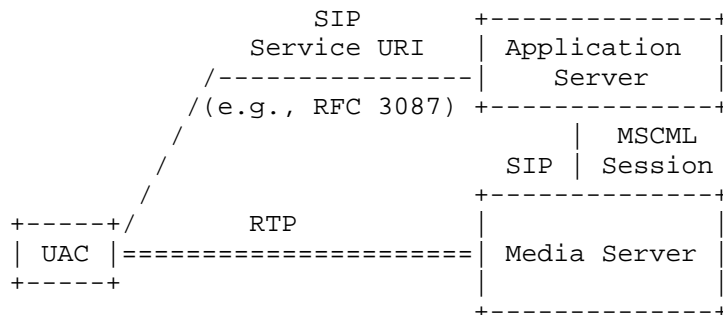 SIP
Service URI
Application
Server
(e.g., RFC 3087)
MSCML
SIP
Session
RTP
UAC
Media Server